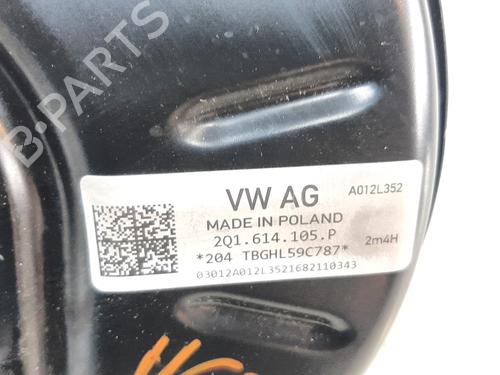 B-PARTS
VW AG
A012L352
MADE IN POLAND
2Q1.614.105.P
*204 TBGHL59C787*
2m4H
03012A012L3521682110343